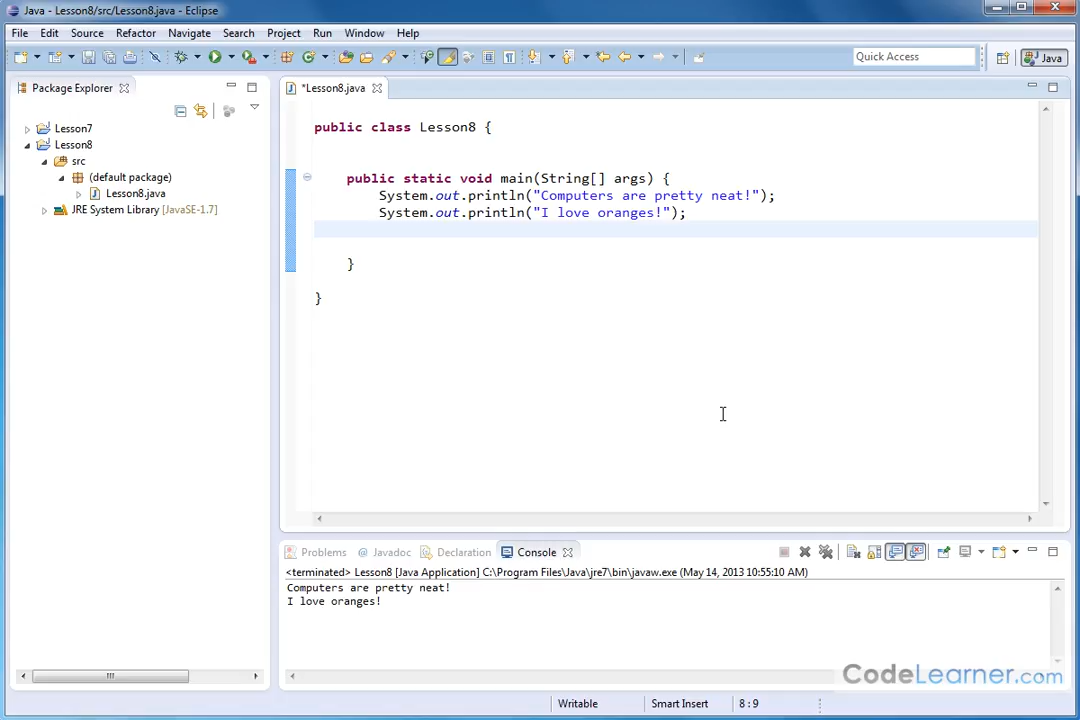 Java - Lesson8/src/Lesson8.java - Eclipse
File Edit Source Refactor Navigate Search Project Run Window Help
Quick Access
Java
Package Explorer
*Lesson8.java
Lesson7
Lesson8
src
(default package)
Lesson8.java
JRE System Library [JavaSE-1.7]
public class Lesson8 {
public static void main(String[] args) {
System.out.println("Computers are pretty neat!");
System.out.println("I love oranges!");
}
}
Problems @ Javadoc Declaration Console
<terminated> Lesson8 [Java Application] C:\Program Files\Java\jre7\bin\javaw.exe (May 14, 2013 10:55:10 AM)
Computers are pretty neat!
I love oranges!
CodeLearner.com
Writable Smart Insert 8:9